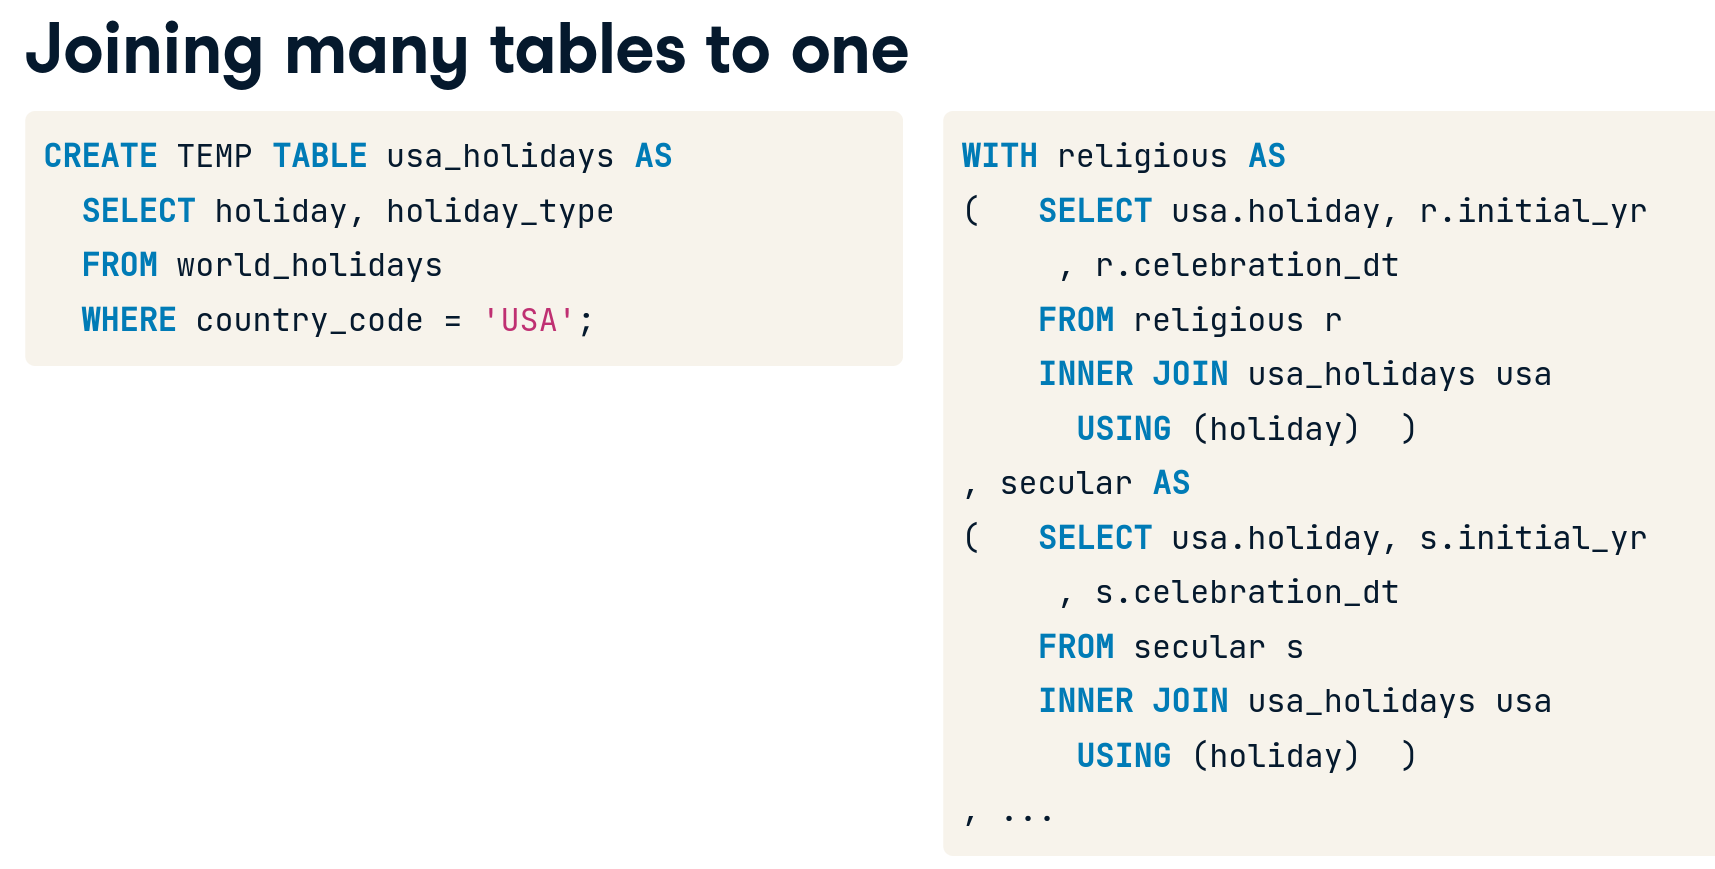 Joining many tables to one
CREATE TEMP TABLE usa_holidays AS
  SELECT holiday, holiday_type
  FROM world_holidays
  WHERE country_code = 'USA';
WITH religious AS
(   SELECT usa.holiday, r.initial_yr
     , r.celebration_dt
    FROM religious r
    INNER JOIN usa_holidays usa
      USING (holiday)  )
, secular AS
(   SELECT usa.holiday, s.initial_yr
     , s.celebration_dt
    FROM secular s
    INNER JOIN usa_holidays usa
      USING (holiday)  )
, ...